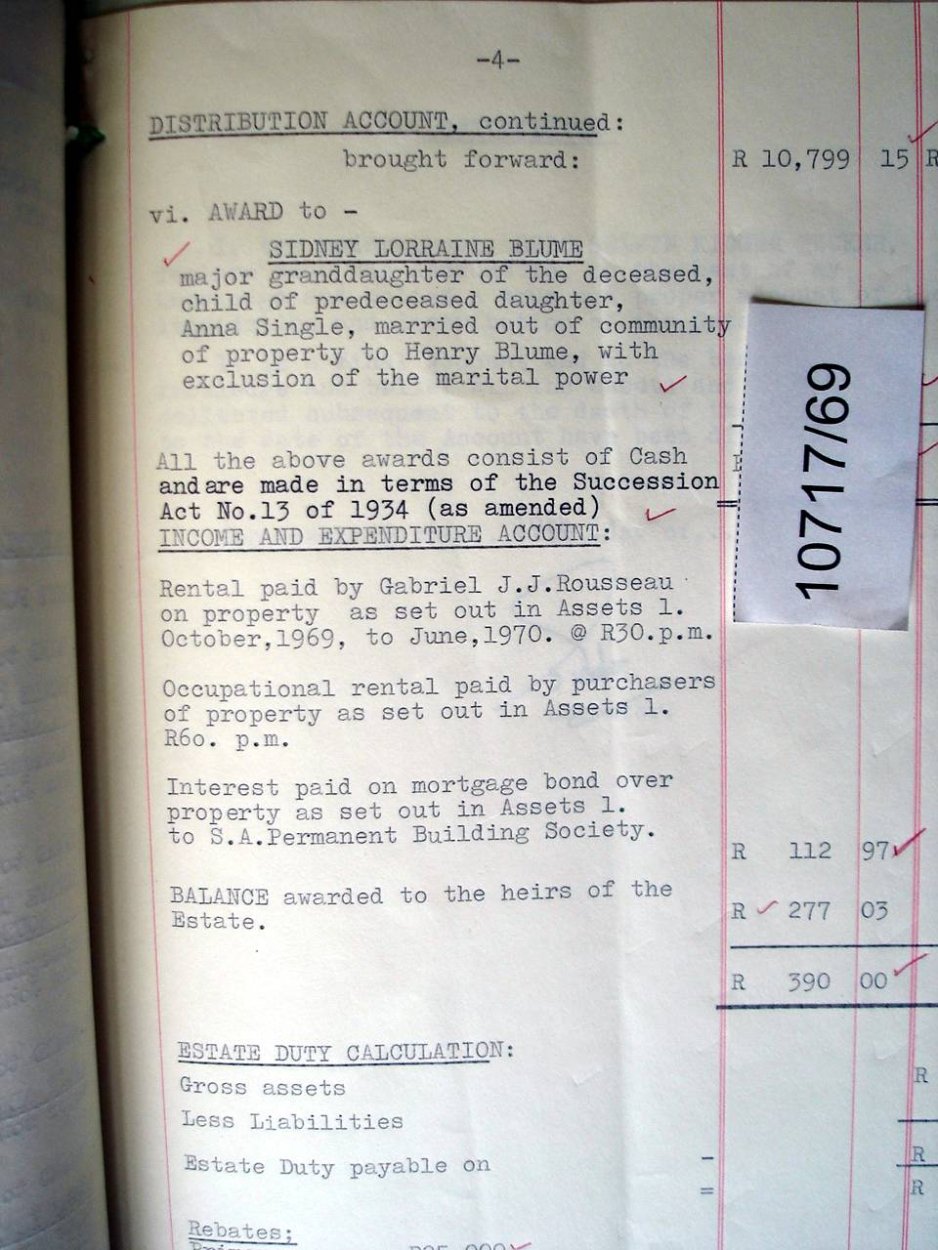 -4-
DISTRIBUTION ACCOUNT, continued:
brought forward: R 10,799 15 R
vi. AWARD to -
SIDNEY LORRAINE BLUME
major granddaughter of the deceased,
child of predeceased daughter,
Anna Single, married out of community
of property to Henry Blume, with
exclusion of the marital power
All the above awards consist of Cash
and are made in terms of the Succession
Act No.13 of 1934 (as amended)
10717/69
INCOME AND EXPENDITURE ACCOUNT:
Rental paid by Gabriel J.J.Rousseau
on property as set out in Assets 1.
October,1969, to June,1970. @ R30.p.m.
Occupational rental paid by purchasers
of property as set out in Assets 1.
R6o. p.m.
Interest paid on mortgage bond over
property as set out in Assets 1.
to S.A.Permanent Building Society.
R 112 97
BALANCE awarded to the heirs of the
Estate. R 277 03
R 390 00
ESTATE DUTY CALCULATION:
Gross assets R
Less Liabilities
Estate Duty payable on - R
= R
Rebates;